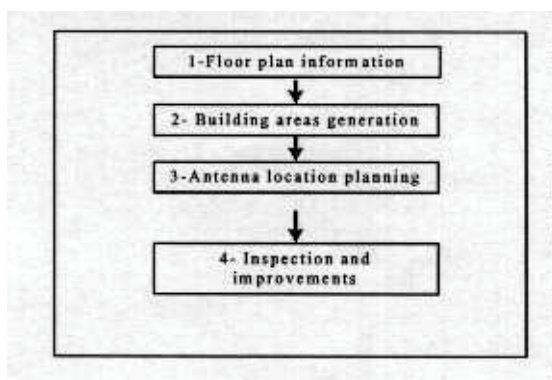 1-Floor plan information
2- Building areas generation
3-Antenna location planning
4- Inspection and
improvements